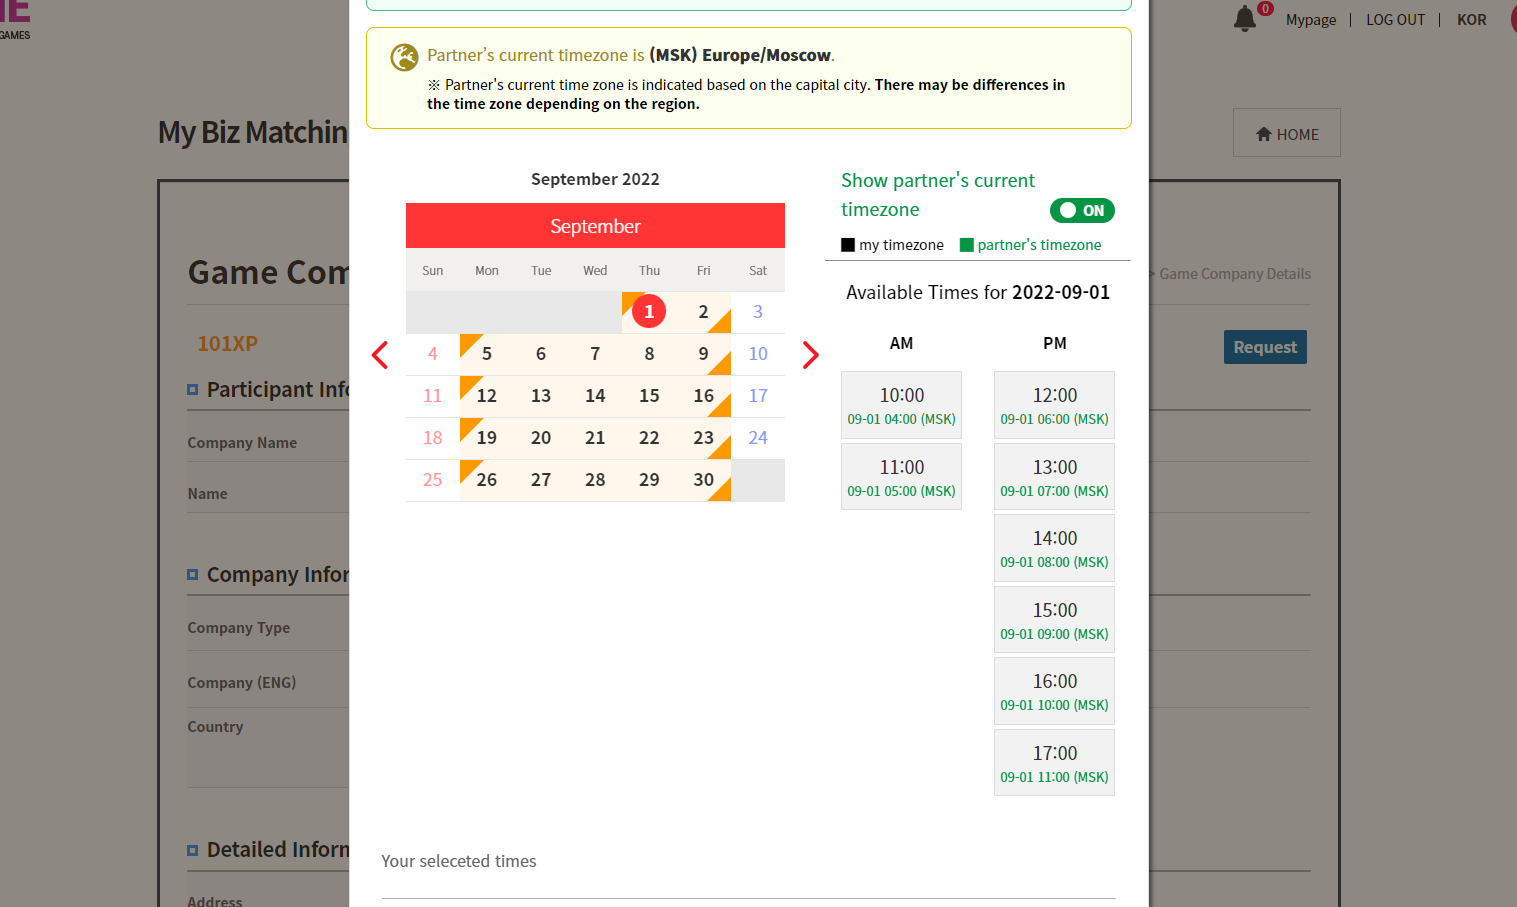 GAMES
0
Mypage | LOG OUT | KOR
Partner's current timezone is (MSK) Europe/Moscow.
※ Partner's current time zone is indicated based on the capital city. There may be differences in
the time zone depending on the region.
My Biz Matchin
HOME
September 2022
September
Sun Mon Tue Wed Thu Fri Sat
1 2 3
4 5 6 7 8 9 10
11 12 13 14 15 16 17
18 19 20 21 22 23 24
25 26 27 28 29 30
Show partner's current
timezone
ON
my timezone partner's timezone
Available Times for 2022-09-01
AM PM
10:00
09-01 04:00 (MSK)
11:00
09-01 05:00 (MSK)
12:00
09-01 06:00 (MSK)
13:00
09-01 07:00 (MSK)
14:00
09-01 08:00 (MSK)
15:00
09-01 09:00 (MSK)
16:00
09-01 10:00 (MSK)
17:00
09-01 11:00 (MSK)
Your seleceted times
Game Com
> Game Company Details
101XP
Request
Participant Info
Company Name
Name
Company Infor
Company Type
Company (ENG)
Country
Detailed Inform
Address